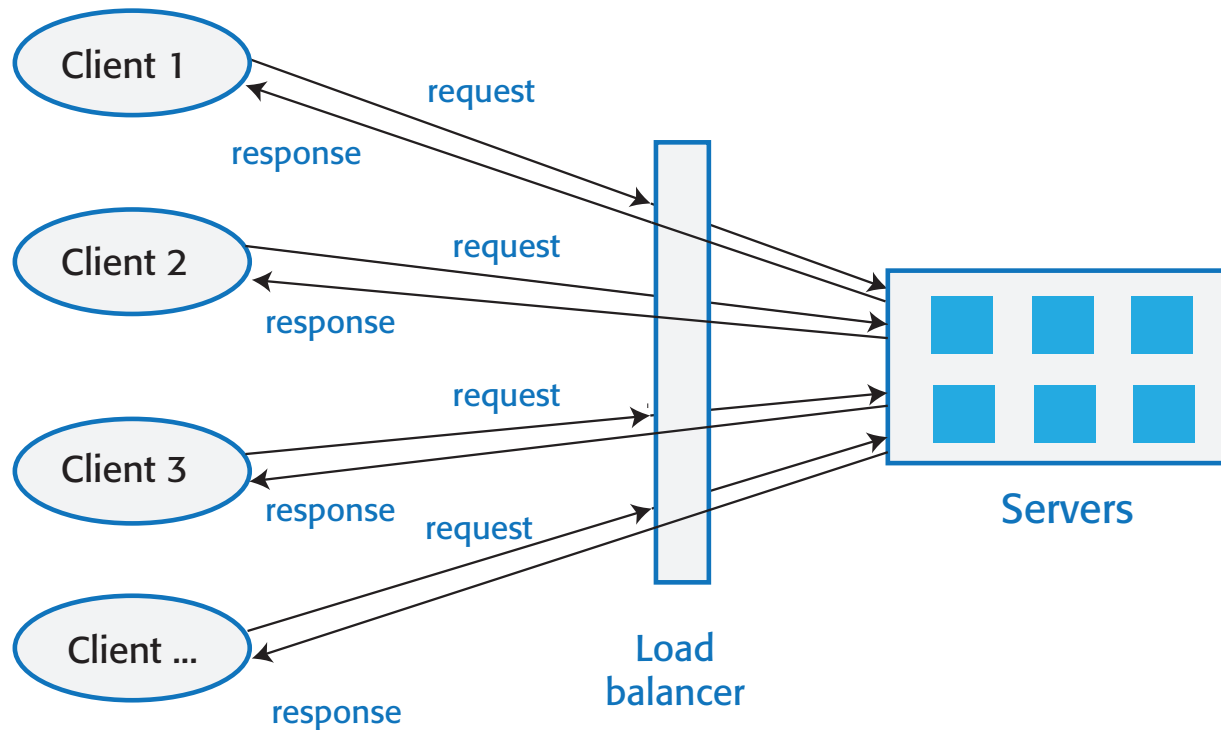 Client 1
request
response
Client 2
request
response
Client 3
request
response
request
Client ...
response
Load
balancer
Servers